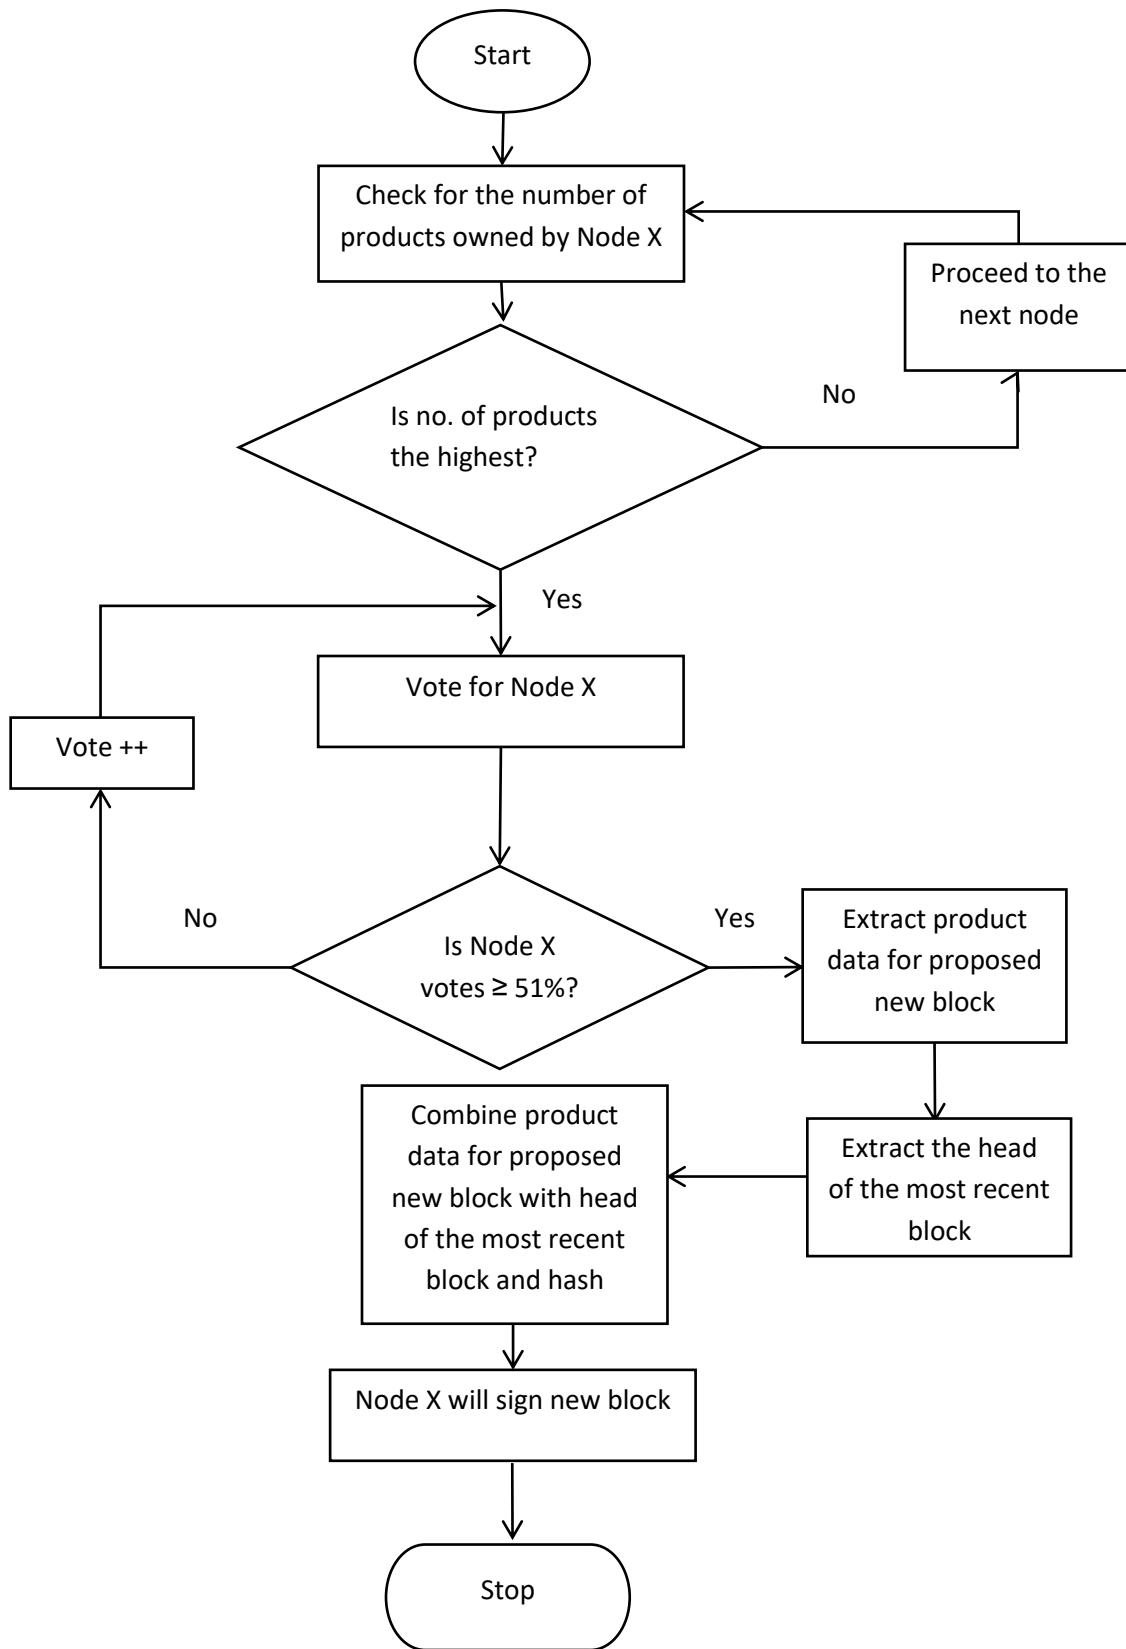 Start
Check for the number of
products owned by Node X
Proceed to the
next node
No
Is no. of products
the highest?
Yes
Vote for Node X
Vote ++
No
Yes
Is Node X
votes ≥ 51%?
Extract product
data for proposed
new block
Extract the head
of the most recent
block
Combine product
data for proposed
new block with head
of the most recent
block and hash
Node X will sign new block
Stop